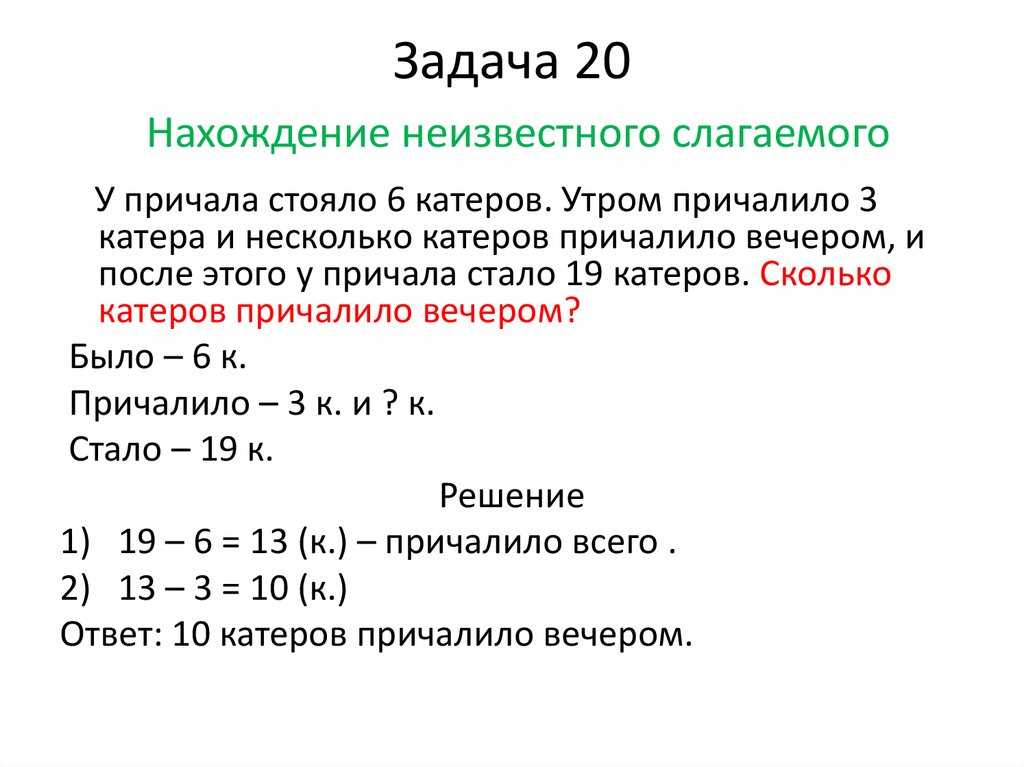 Задача 20
Нахождение неизвестного слагаемого
У причала стояло 6 катеров. Утром причалило 3
катера и несколько катеров причалило вечером, и
после этого у причала стало 19 катеров. Сколько
катеров причалило вечером?
Было – 6 к.
Причалило – 3 к. и ? к.
Стало – 19 к.
Решение
1) 19 – 6 = 13 (к.) – причалило всего .
2) 13 – 3 = 10 (к.)
Ответ: 10 катеров причалило вечером.